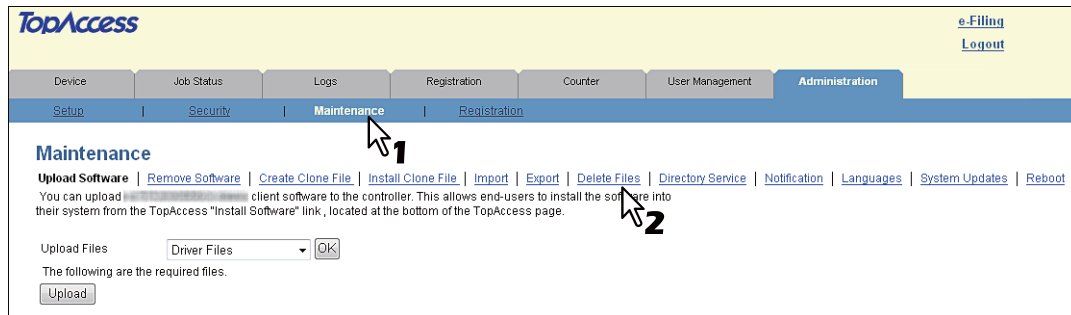 TopAccess
e-Filing
Logout
Device Job Status Logs Registration Counter User Management Administration
Setup | Security | Maintenance | Registration
1
Maintenance
Upload Software | Remove Software | Create Clone File | Install Clone File | Import | Export | Delete Files | Directory Service | Notification | Languages | System Updates | Reboot
You can upload client software to the controller. This allows end-users to install the software into
their system from the TopAccess "Install Software" link , located at the bottom of the TopAccess page.
2
Upload Files Driver Files OK
The following are the required files.
Upload